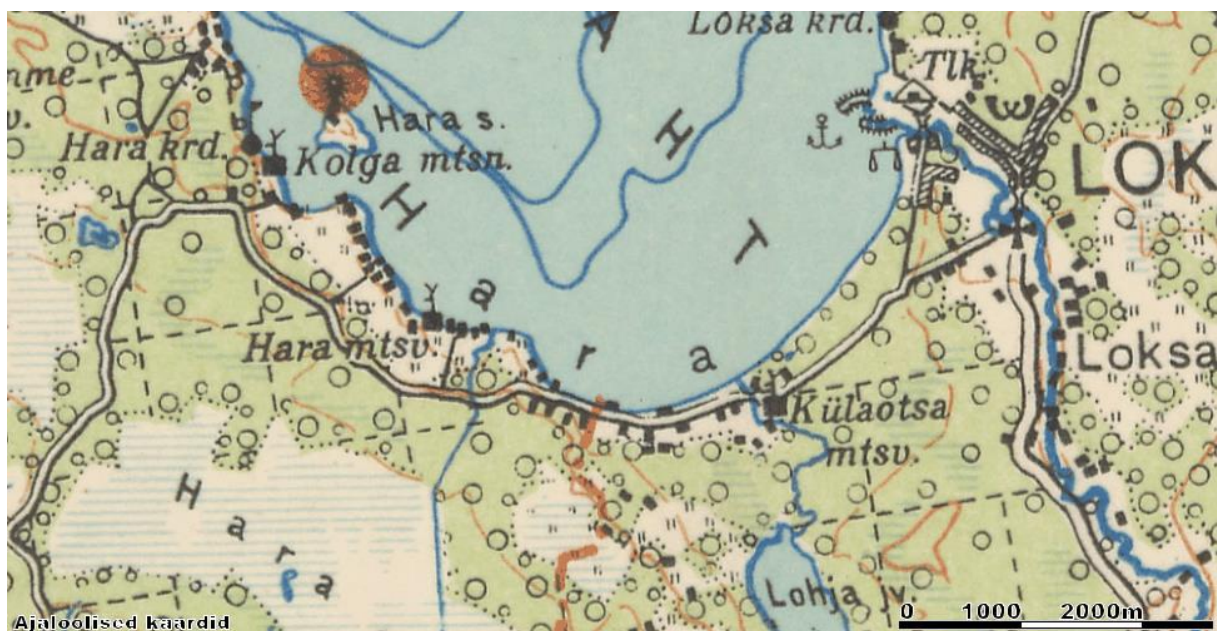 Loksa krd.
Tlk.
nme
v.
Hara s.
Hara krd.
Kolga mtsn.
LOK
H a r a
H T
Hara mtsv.
Loksa
Külaotsa
mtsv.
H a r a
Lohja jv.
0 1000 2000m
Ajaloolised kaardid